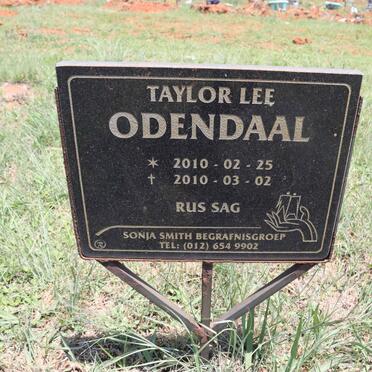 TAYLOR LEE
ODENDAAL
* 2010 - 02 - 25
† 2010 - 03 - 02
RUS SAG
SONJA SMITH BEGRAFNISGROEP
TEL: (012) 654 9902